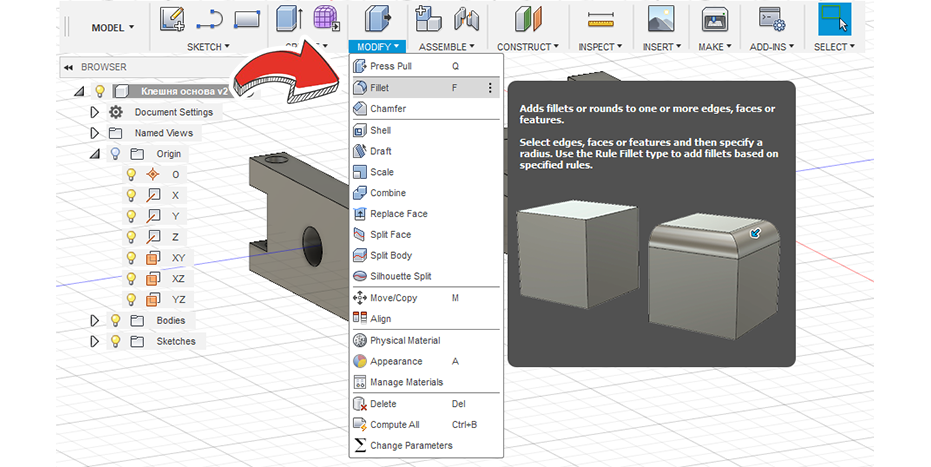 MODEL ▾
SKETCH ▾
MODIFY ▾
ASSEMBLE ▾
CONSTRUCT ▾
INSPECT ▾
INSERT ▾
MAKE ▾
ADD-INS ▾
SELECT ▾
BROWSER
Клешня основа v2
Document Settings
Named Views
Origin
O
X
Y
Z
XY
XZ
YZ
Bodies
Sketches
Press Pull Q
Fillet F
Chamfer
Shell
Draft
Scale
Combine
Replace Face
Split Face
Split Body
Silhouette Split
Move/Copy M
Align
Physical Material
Appearance A
Manage Materials
Delete Del
Compute All Ctrl+B
Change Parameters
Adds fillets or rounds to one or more edges, faces or
features.
Select edges, faces or features and then specify a
radius. Use the Rule Fillet type to add fillets based on
specified rules.